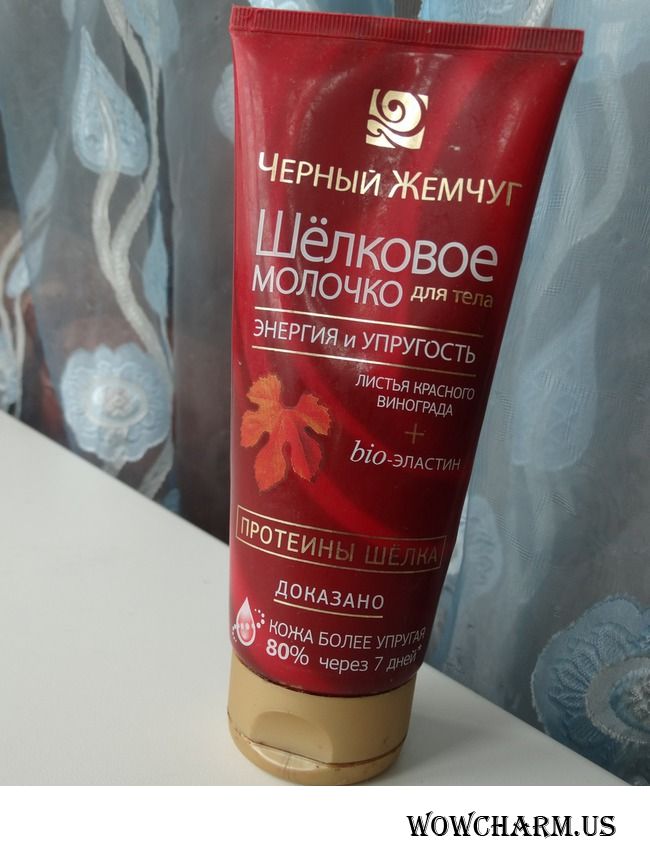 ЧЕРНЫЙ ЖЕМЧУГ
ШЁЛКОВОЕ
МОЛОЧКО для тела
ЭНЕРГИЯ и УПРУГОСТЬ
ЛИСТЬЯ КРАСНОГО
ВИНОГРАДА
+
bio-ЭЛАСТИН
ПРОТЕИНЫ ШЁЛКА
ДОКАЗАНО
КОЖА БОЛЕЕ УПРУГАЯ
80% через 7 дней*
WOWCHARM.US